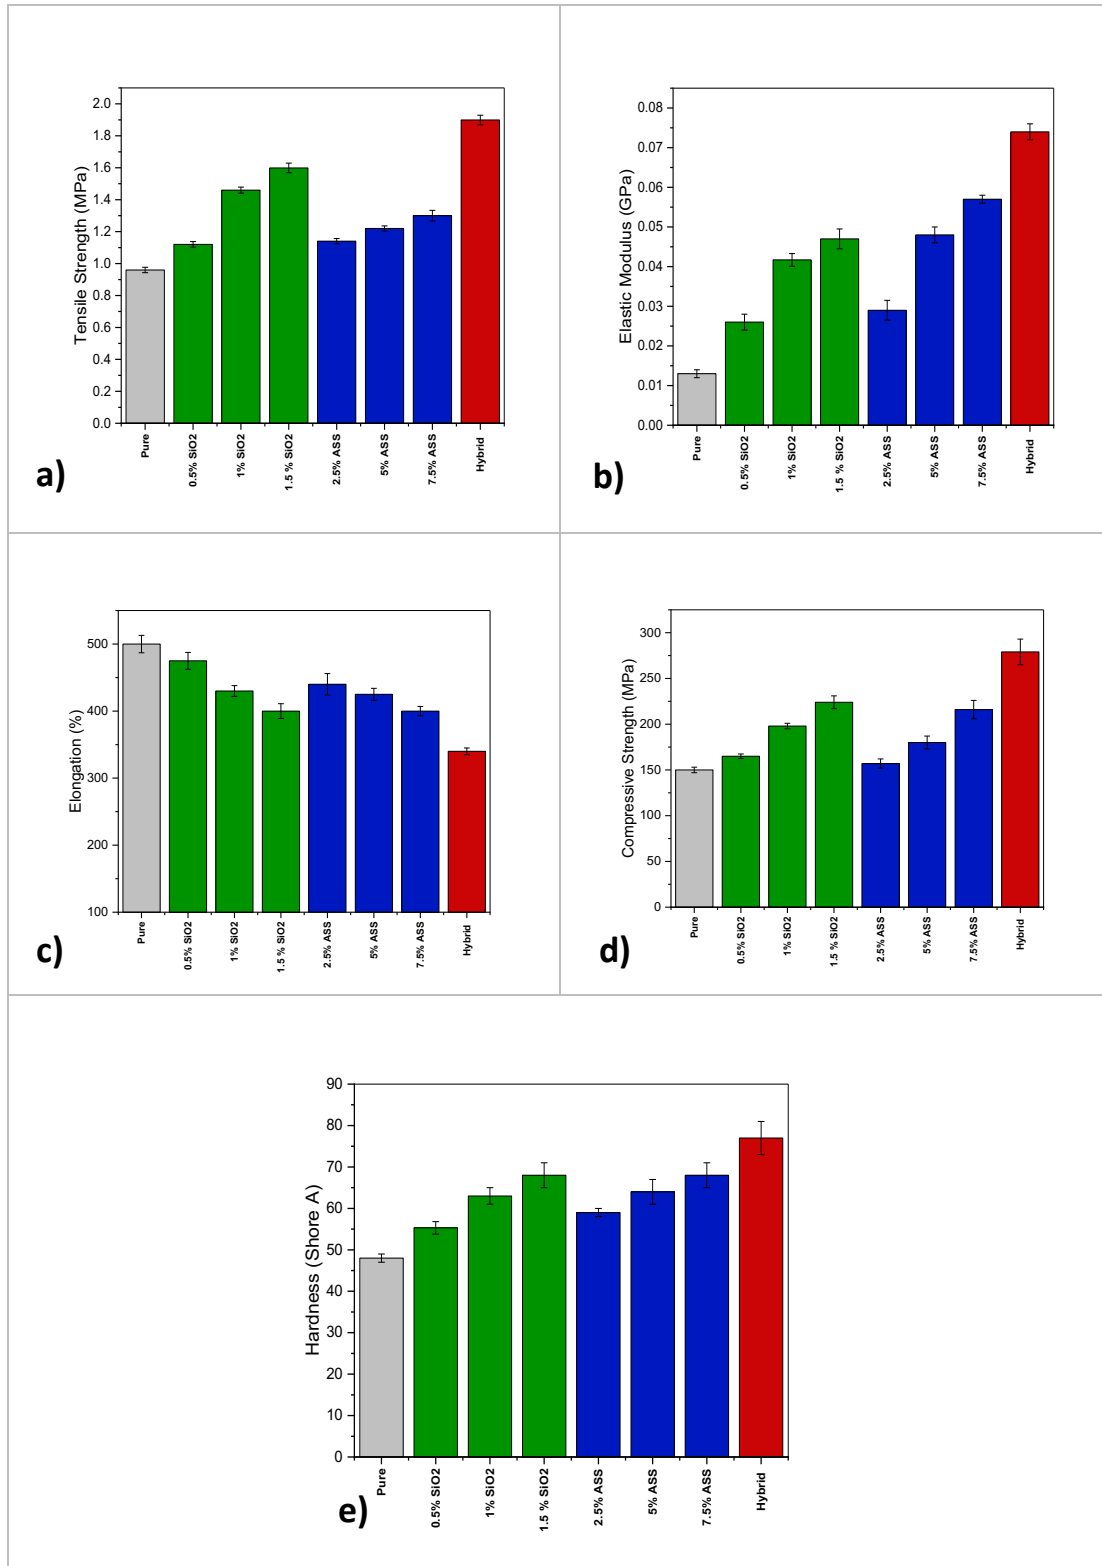 Tensile Strength (MPa)
2.0
1.8
1.6
1.4
1.2
1.0
0.8
0.6
0.4
0.2
0.0
Pure
0.5% SiO2
1% SiO2
1.5 % SiO2
2.5% ASS
5% ASS
7.5% ASS
Hybrid
a)
Elastic Modulus (GPa)
0.08
0.07
0.06
0.05
0.04
0.03
0.02
0.01
0.00
Pure
0.5% SiO2
1% SiO2
1.5 % SiO2
2.5% ASS
5% ASS
7.5% ASS
Hybrid
b)
Elongation (%)
500
400
300
200
100
Pure
0.5% SiO2
1% SiO2
1.5 % SiO2
2.5% ASS
5% ASS
7.5% ASS
Hybrid
c)
Compressive Strength (MPa)
300
250
200
150
100
50
0
Pure
0.5% SiO2
1% SiO2
1.5 % SiO2
2.5% ASS
5% ASS
7.5% ASS
Hybrid
d)
Hardness (Shore A)
90
80
70
60
50
40
30
20
10
0
Pure
0.5% SiO2
1% SiO2
1.5 % SiO2
2.5% ASS
5% ASS
7.5% ASS
Hybrid
e)